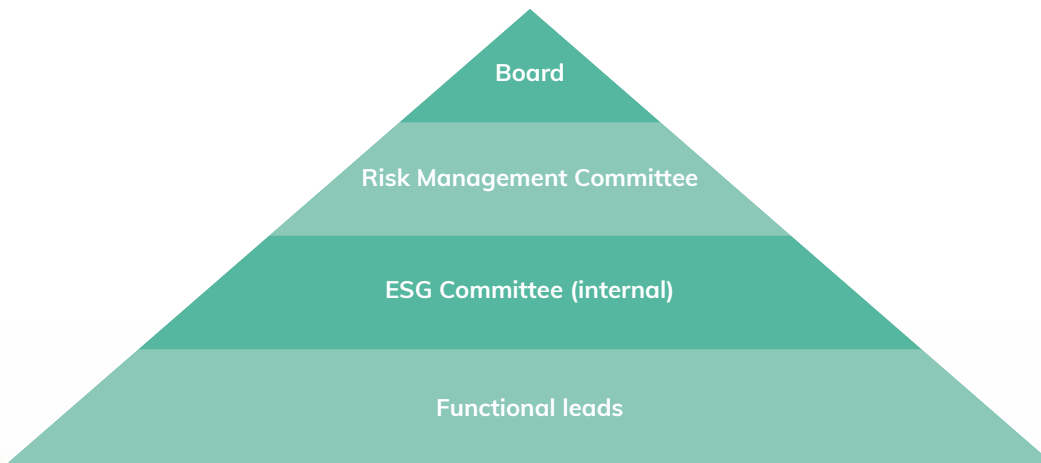 Board
Risk Management Committee
ESG Committee (internal)
Functional leads